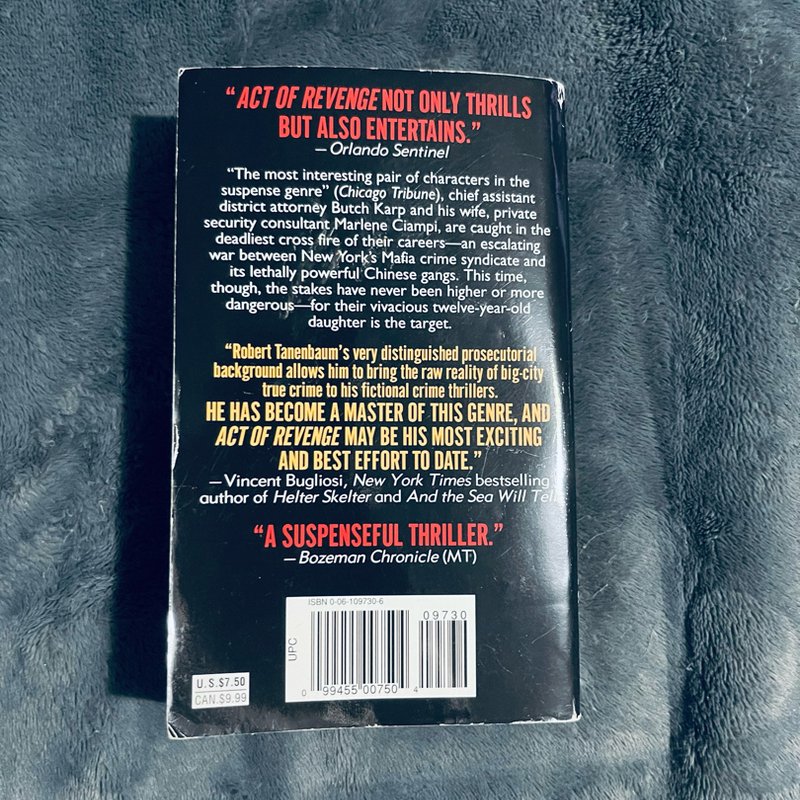 “ ACT OF REVENGE NOT ONLY THRILLS
BUT ALSO ENTERTAINS.”
—Orlando Sentinel
“The most interesting pair of characters in the
suspense genre” (Chicago Tribune), chief assistant
district attorney Butch Karp and his wife, private
security consultant Marlene Ciampi, are caught in the
deadliest cross fire of their careers—an escalating
war between New York’s Mafia crime syndicate and
its lethally powerful Chinese gangs. This time,
though, the stakes have never been higher or more
dangerous—for their vivacious twelve-year-old
daughter is the target.
“Robert Tanenbaum’s very distinguished prosecutorial
background allows him to bring the raw reality of big-city
true crime to his fictional crime thrillers.
HE HAS BECOME A MASTER OF THIS GENRE, AND
ACT OF REVENGE MAY BE HIS MOST EXCITING
AND BEST EFFORT TO DATE.”
—Vincent Bugliosi, New York Times bestselling
author of Helter Skelter and And the Sea Will Tell
“A SUSPENSEFUL THRILLER.”
—Bozeman Chronicle (MT)
ISBN 0-06-109730-6
09730
UPC
0 99455 00750 4
U.S.$7.50
CAN.$9.99